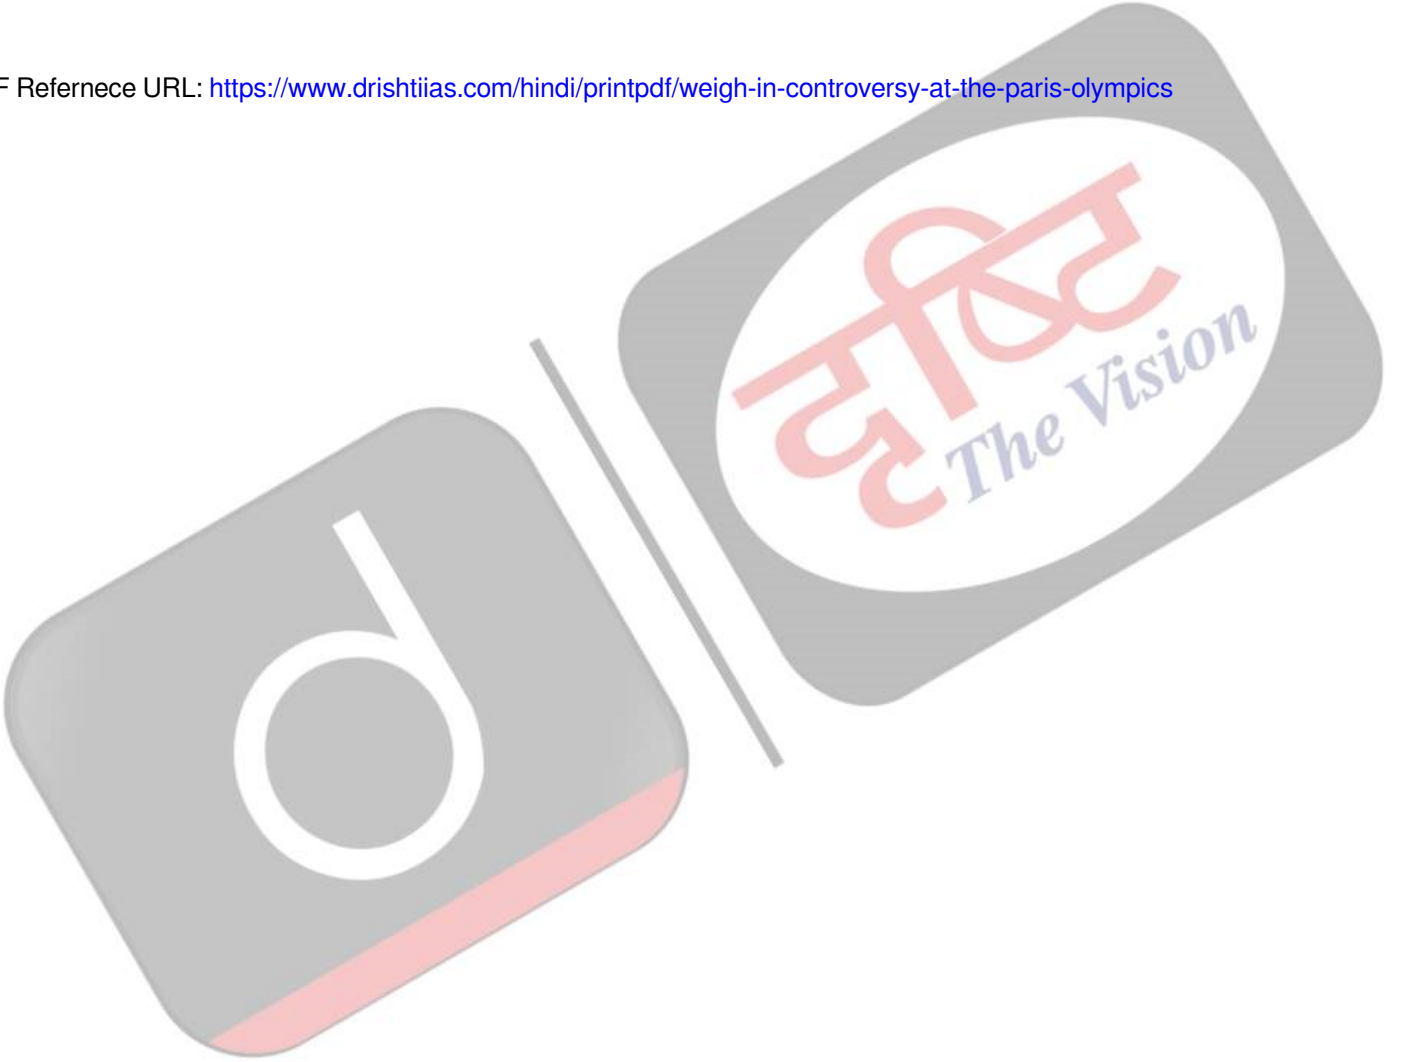 F Refernece URL: https://www.drishtiias.com/hindi/printpdf/weigh-in-controversy-at-the-paris-olympics
दृष्टि
The Vision
d